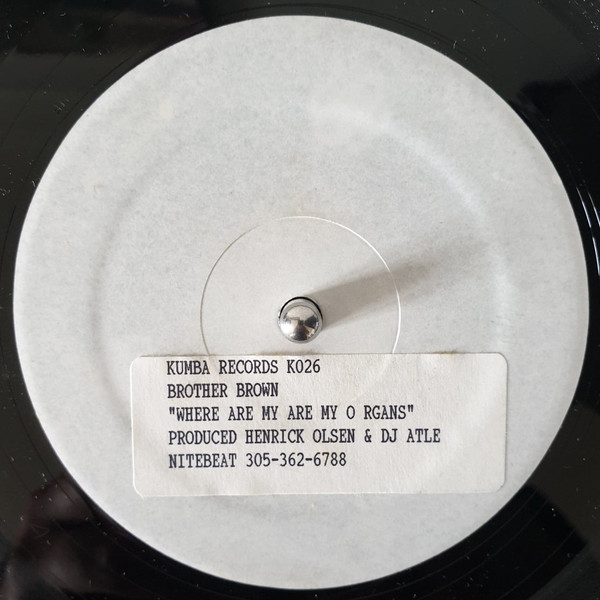 KUMBA RECORDS K026
BROTHER BROWN
"WHERE ARE MY ARE MY O RGANS"
PRODUCED HENRICK OLSEN & DJ ATLE
NITEBEAT 305-362-6788